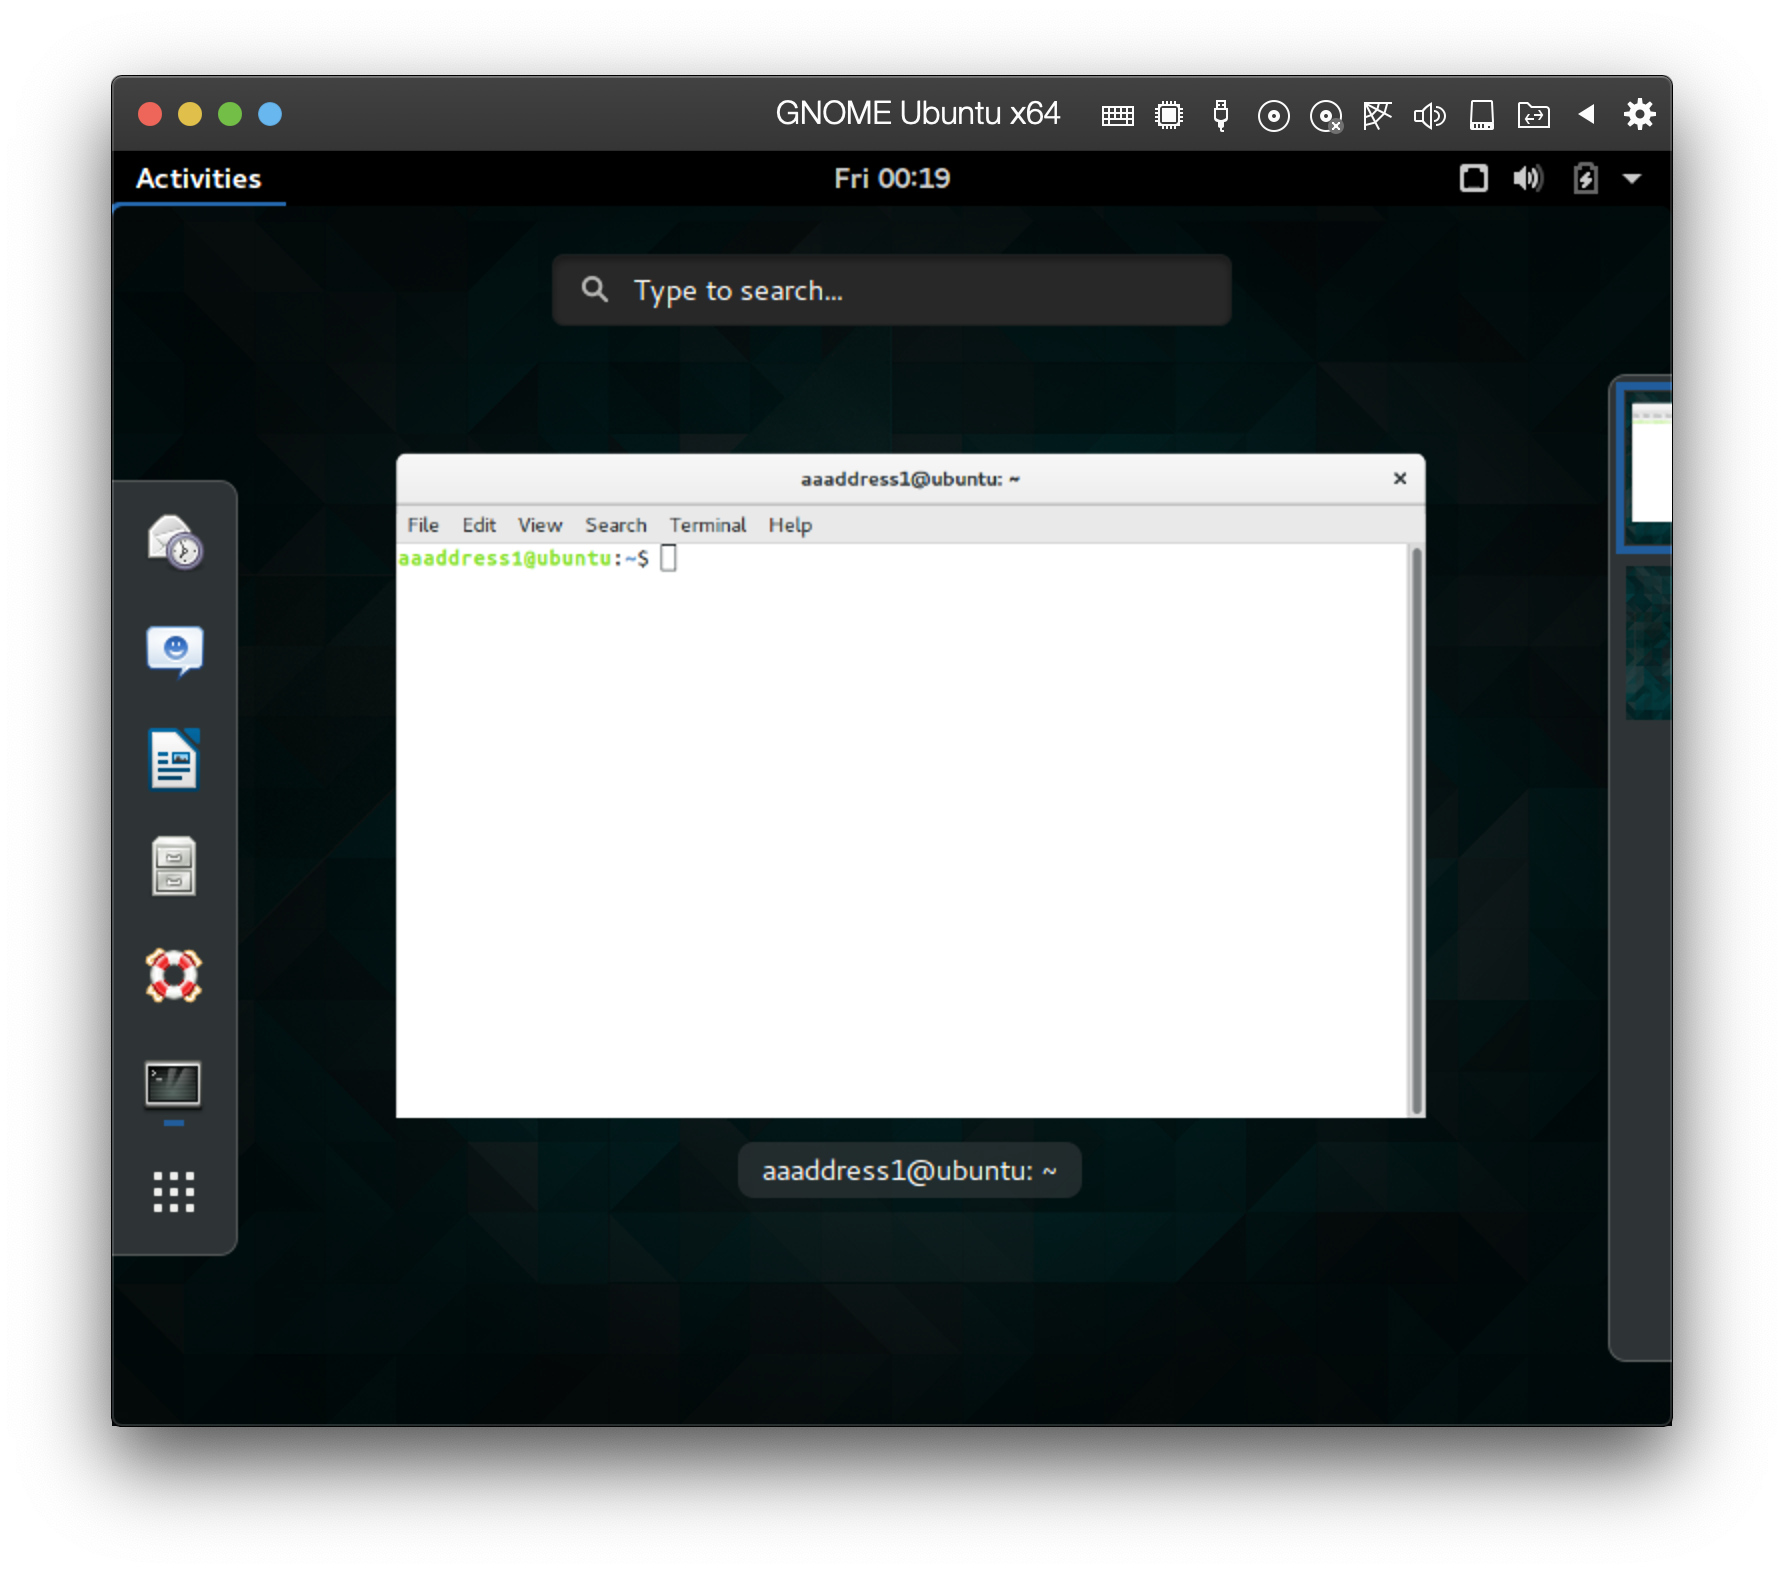 GNOME Ubuntu x64
Activities
Fri 00:19
Type to search...
aaaddress1@ubuntu: ~
File Edit View Search Terminal Help
aaaddress1@ubuntu:~$
aaaddress1@ubuntu: ~